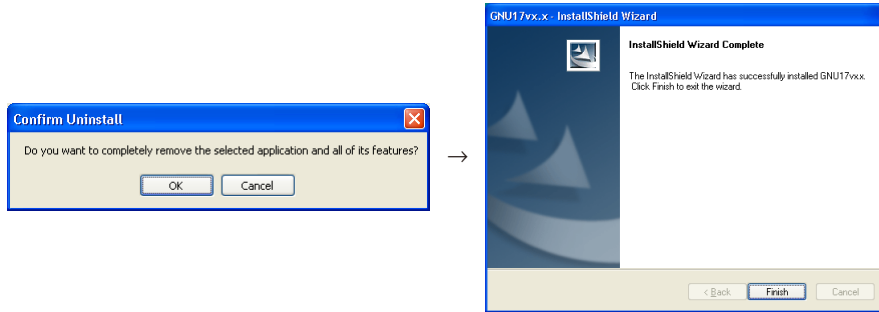 Confirm Uninstall
Do you want to completely remove the selected application and all of its features?
OK
Cancel
→
GNU17vx.x - InstallShield Wizard
InstallShield Wizard Complete
The InstallShield Wizard has successfully installed GNU17vx.x.
Click Finish to exit the wizard.
< Back
Finish
Cancel